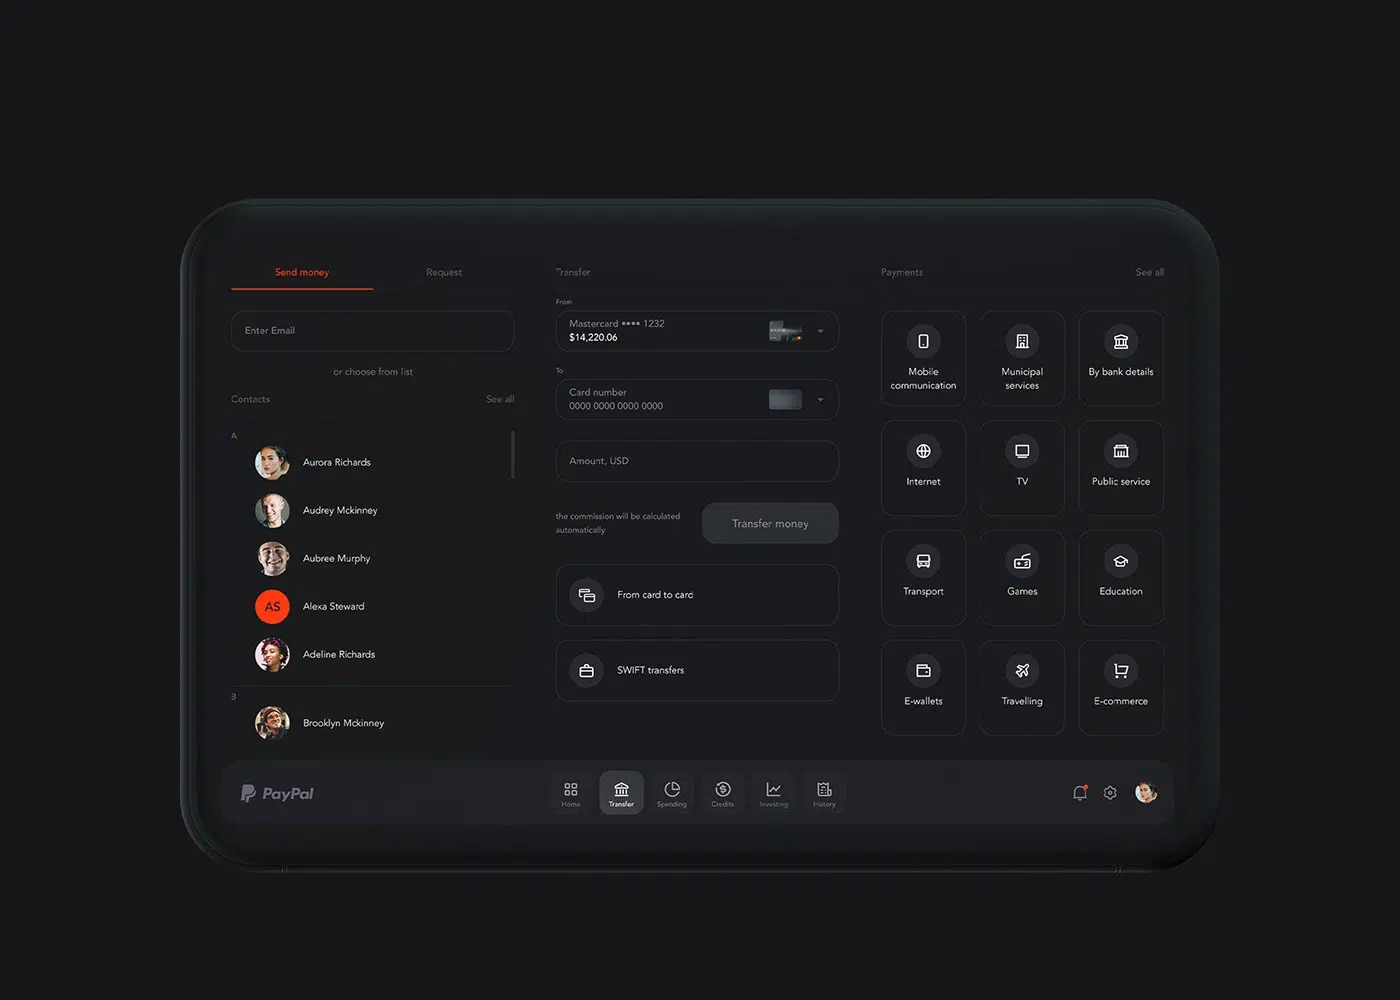 Send money
Request
Enter Email
or choose from list
Contacts
See all
A
Aurora Richards
Audrey Mckinney
Aubree Murphy
AS
Alexa Steward
Adeline Richards
B
Brooklyn Mckinney
Transfer
From
Mastercard •••• 1232
$14,220.06
To
Card number
0000 0000 0000 0000
Amount, USD
the commission will be calculated
automatically
Transfer money
From card to card
SWIFT transfers
Payments
See all
Mobile
communication
Municipal
services
By bank details
Internet
TV
Public service
Transport
Games
Education
E-wallets
Travelling
E-commerce
PayPal
Home
Transfer
Spending
Credits
Investing
History